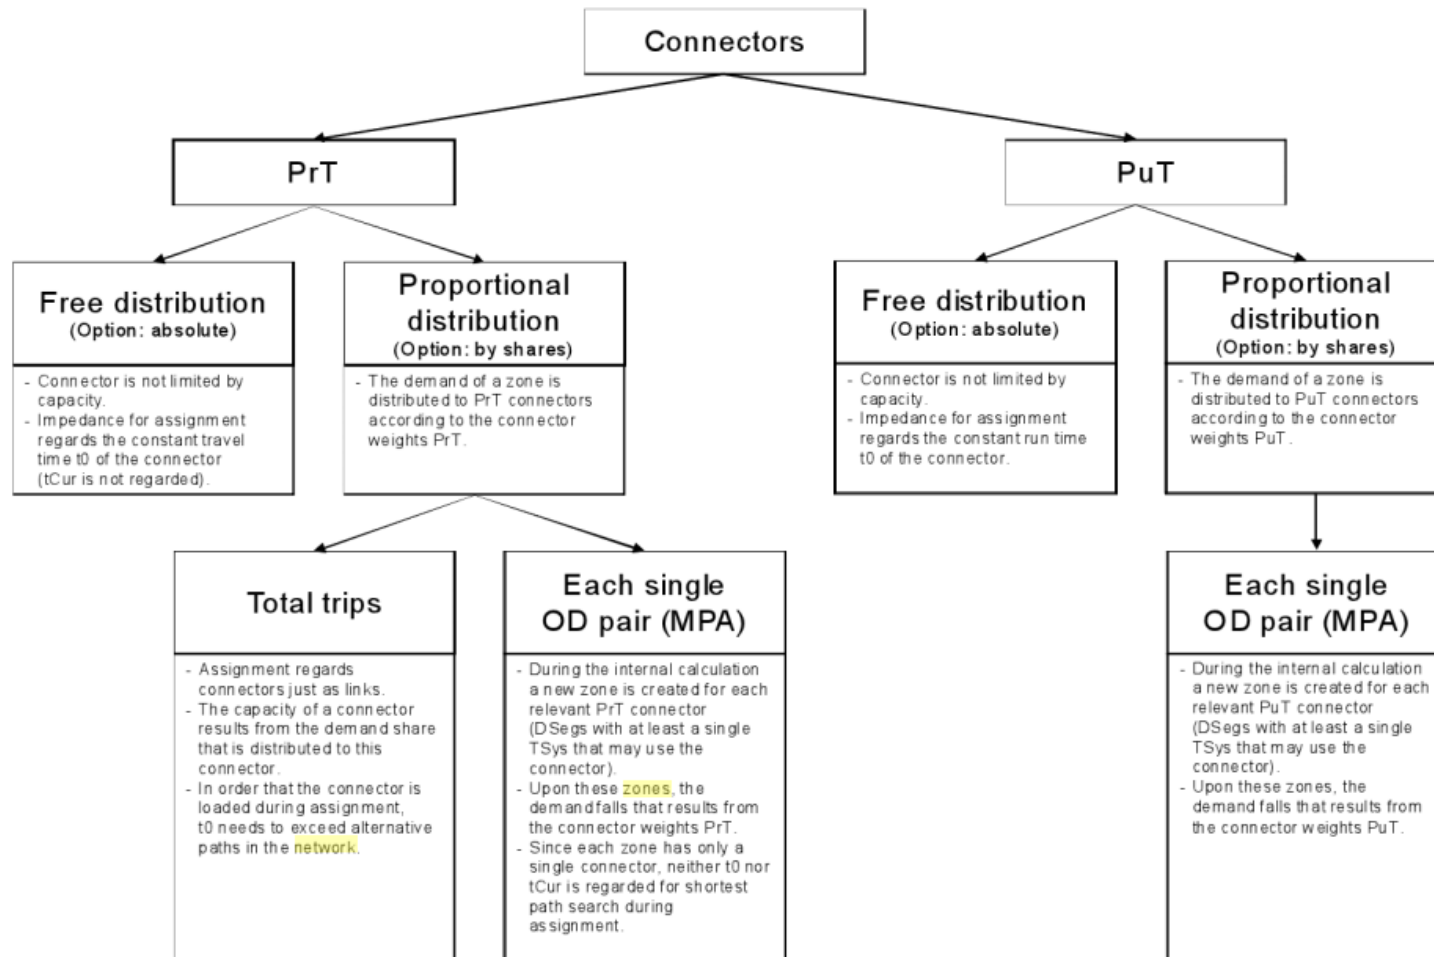 Connectors
PrT
PuT
Free distribution
(Option: absolute)
- Connector is not limited by
capacity.
- Impedance for assignment
regards the constant travel
time t0 of the connector
(tCur is not regarded).
Proportional
distribution
(Option: by shares)
- The demand of a zone is
distributed to PrT connectors
according to the connector
weights PrT.
Free distribution
(Option: absolute)
- Connector is not limited by
capacity.
- Impedance for assignment
regards the constant run time
t0 of the connector.
Proportional
distribution
(Option: by shares)
- The demand of a zone is
distributed to PuT connectors
according to the connector
weights PuT.
Total trips
- Assignment regards
connectors just as links.
- The capacity of a connector
results from the demand share
that is distributed to this
connector.
- In order that the connector is
loaded during assignment,
t0 needs to exceed alternative
paths in the network.
Each single
OD pair (MPA)
- During the internal calculation
a new zone is created for each
relevant PrT connector
(DSegs with at least a single
TSys that may use the
connector).
- Upon these zones, the
demand falls that results from
the connector weights PrT.
- Since each zone has only a
single connector, neither t0 nor
tCur is regarded for shortest
path search during
assignment.
Each single
OD pair (MPA)
- During the internal calculation
a new zone is created for each
relevant PuT connector
(DSegs with at least a single
TSys that may use the
connector).
- Upon these zones, the
demand falls that results from
the connector weights PuT.